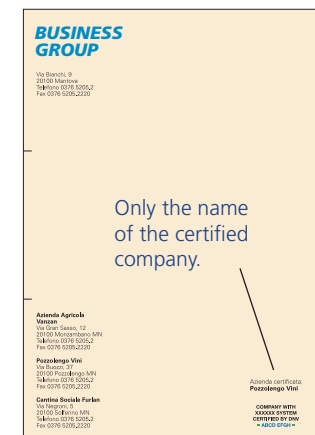 BUSINESS
GROUP
Via Bianchi, 9
20100 Mantova
Telefono 0376 5205.2
Fax 0376 5205.2220
Only the name
of the certified
company.
Azienda Agricola
Vanzan
Via Gran Sasso, 12
20100 Monzambano MN
Telefono 0376 5205.2
Fax 0376 5205.2220
Pozzolengo Vini
Via Buozzi, 37
20100 Pozzolengo MN
Telefono 0376 5205.2
Fax 0376 5205.2220
Cantina Sociale Furlan
Via Negroni, 5
20100 Solferino MN
Telefono 0376 5205.2
Fax 0376 5205.2220
Azienda certificata:
Pozzolengo Vini
COMPANY WITH
XXXXXX SYSTEM
CERTIFIED BY DNV
= ABCD EFGH =